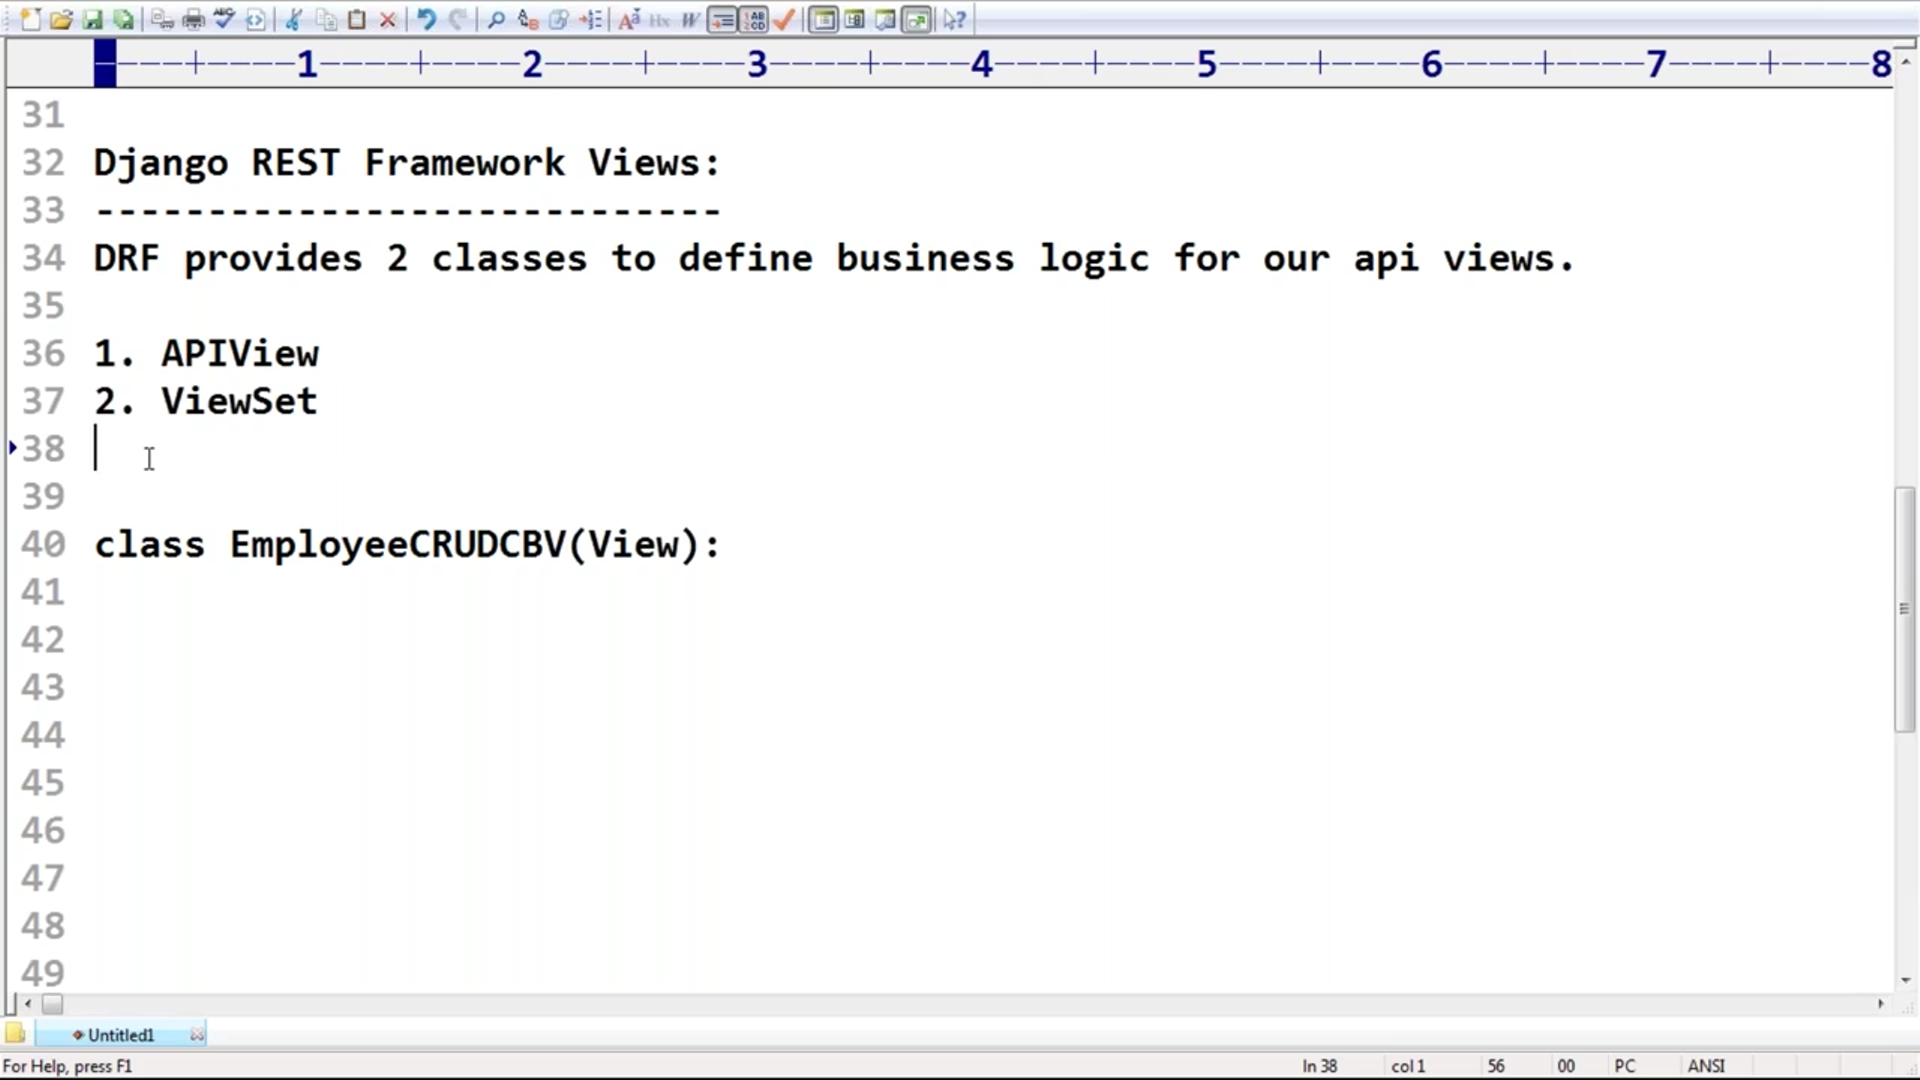 -----+-----1-----+-----2-----+-----3-----+-----4-----+-----5-----+-----6-----+-----7-----+-----8
31
32 Django REST Framework Views:
33 ----------------------------
34 DRF provides 2 classes to define business logic for our api views.
35
36 1. APIView
37 2. ViewSet
38
39
40 class EmployeeCRUDCBV(View):
41
42
43
44
45
46
47
48
49
Untitled1
For Help, press F1 ln 38 col 1 56 00 PC ANSI